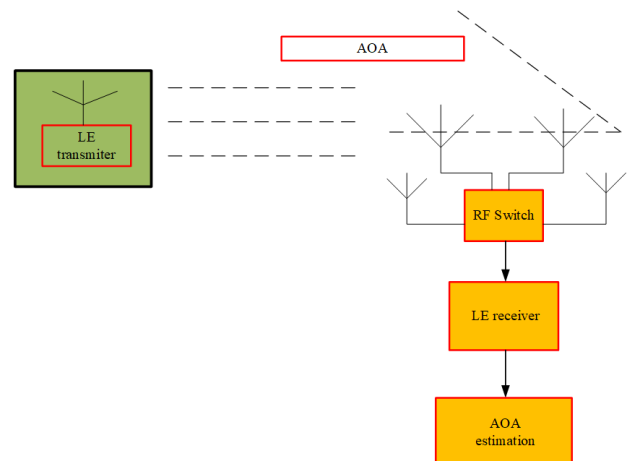 AOA
LE
transmiter
RF Switch
LE receiver
AOA
estimation